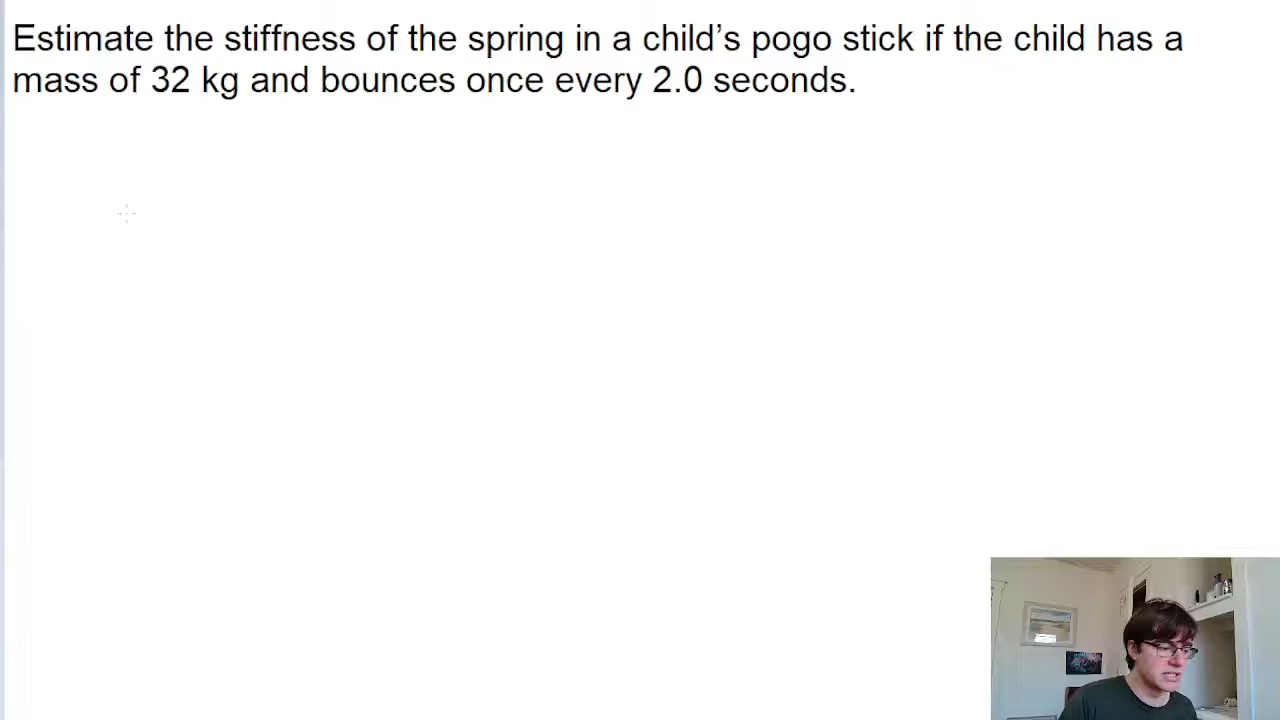 Estimate the stiffness of the spring in a child’s pogo stick if the child has a
mass of 32 kg and bounces once every 2.0 seconds.